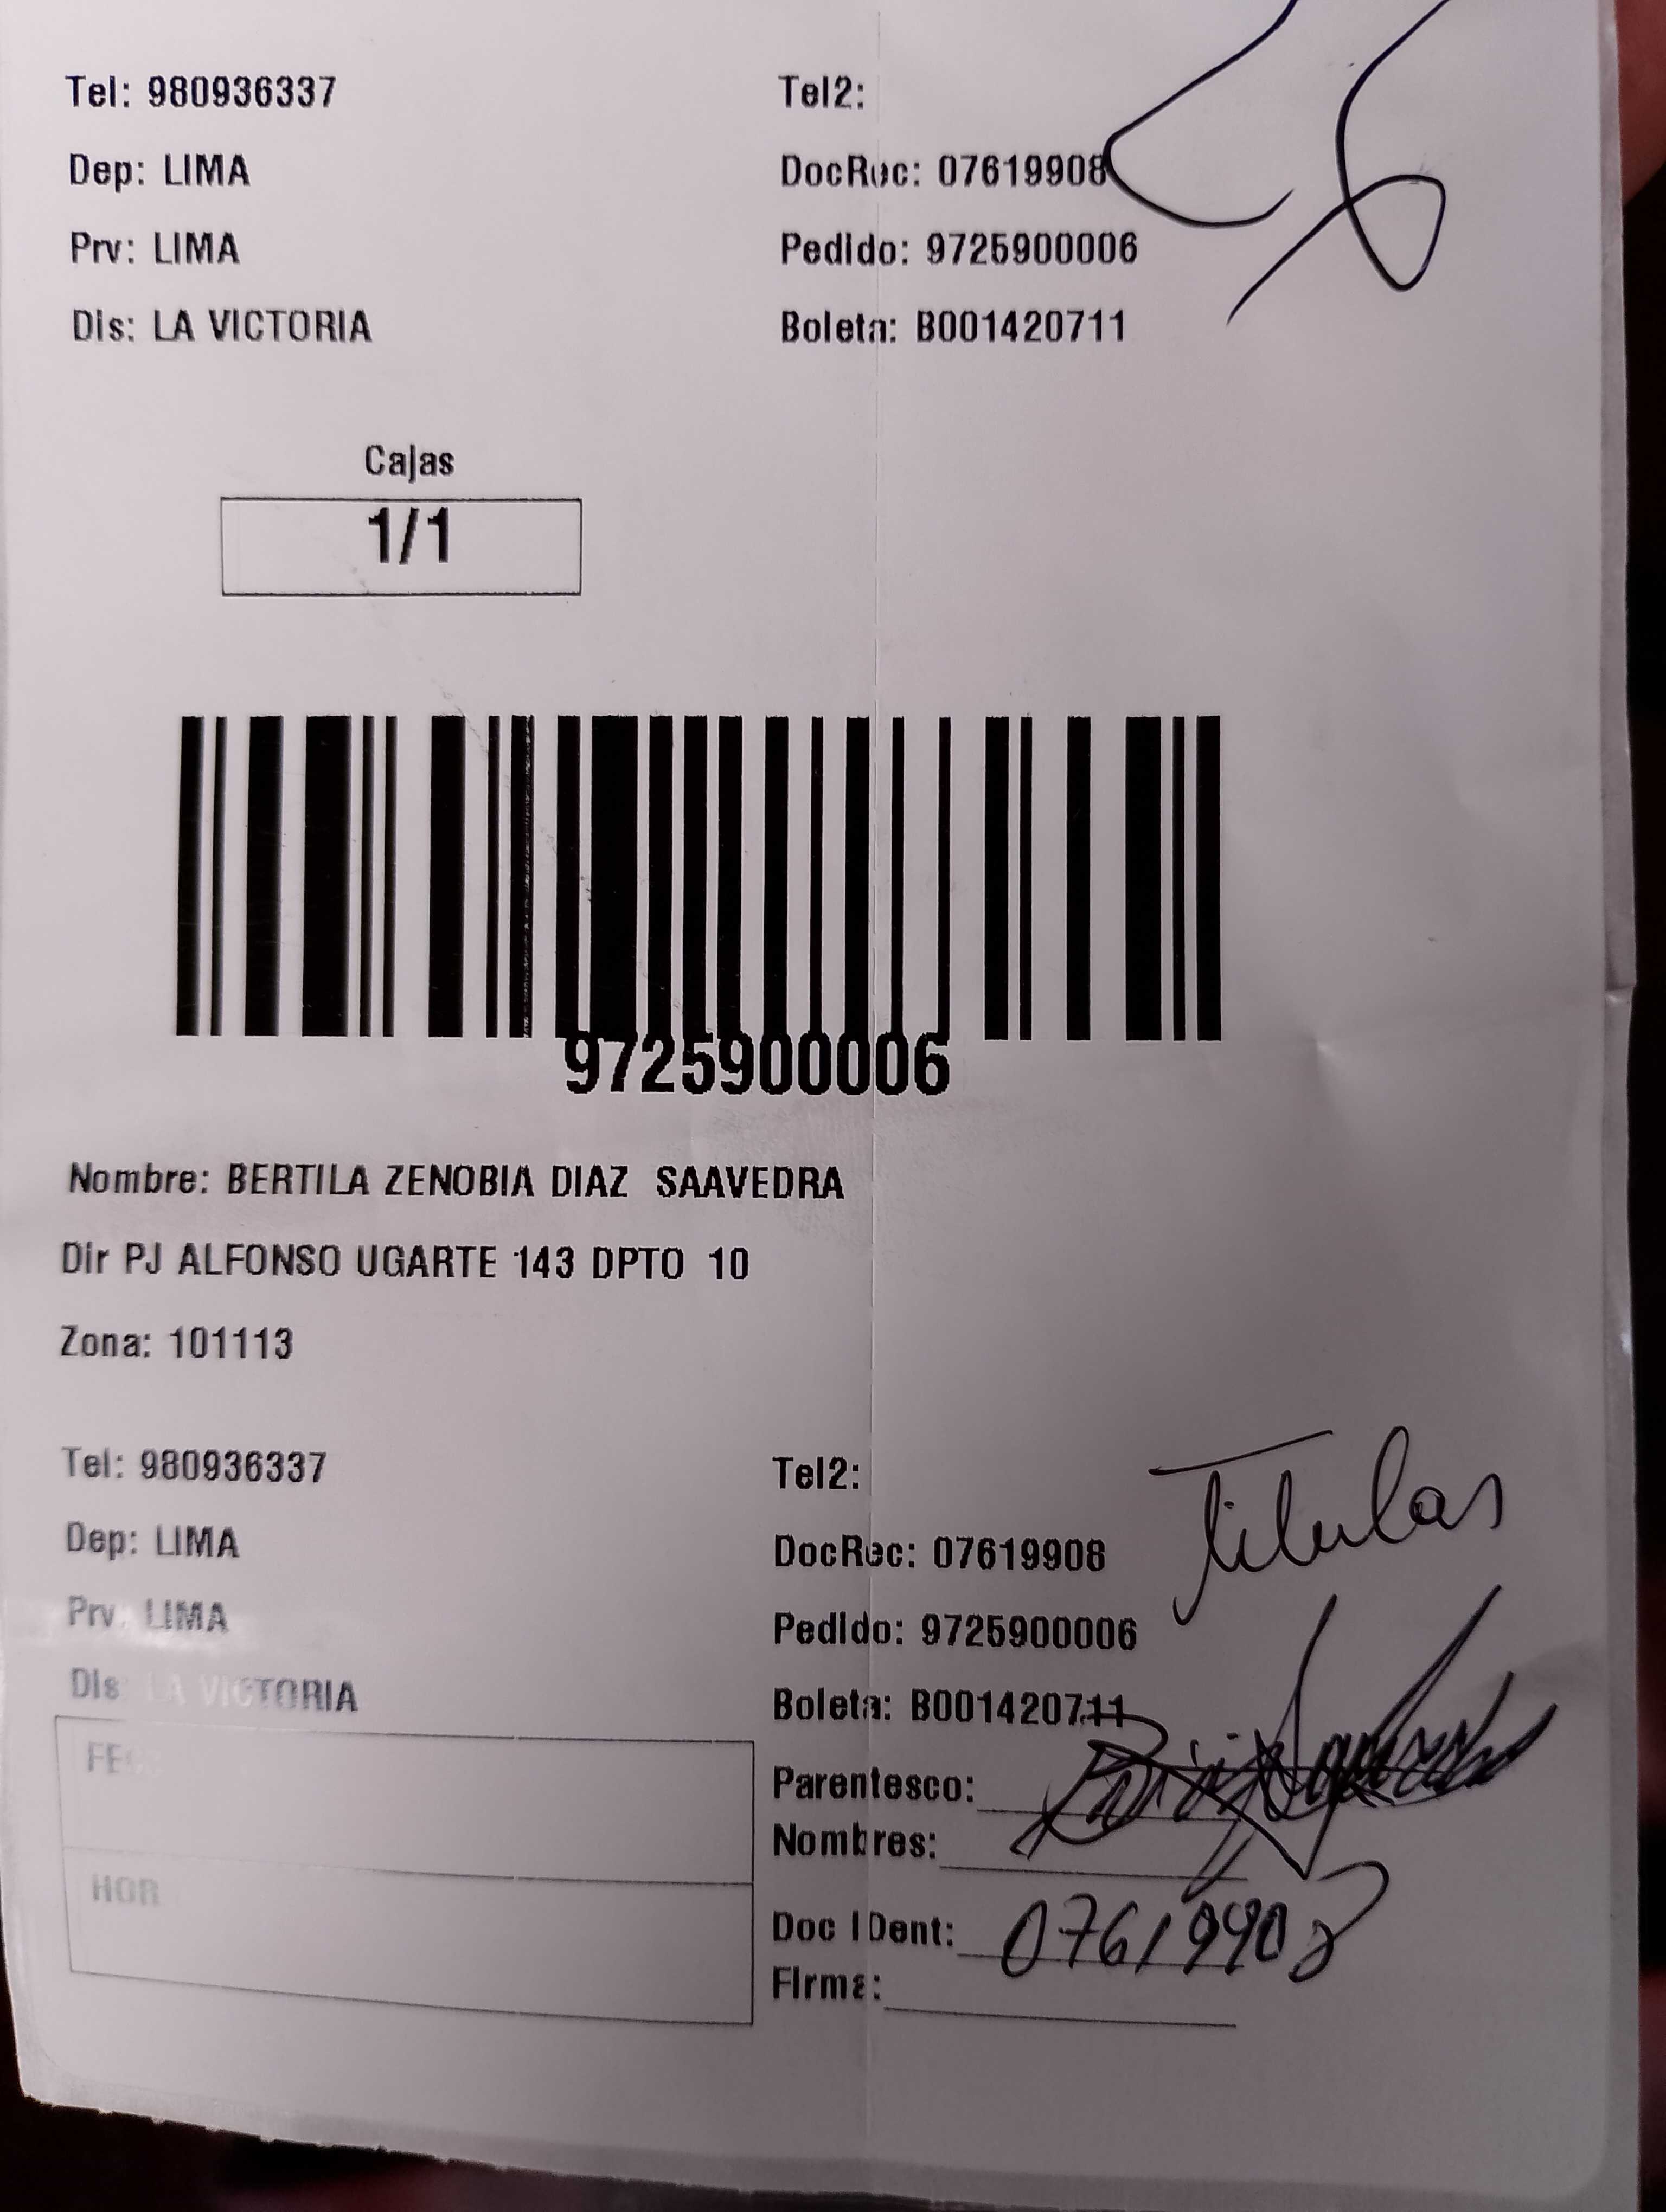 Tel: 980936337 Tel2:
Dep: LIMA DocRec: 07619908
Prv: LIMA Pedido: 9725900006
Dis: LA VICTORIA Boleta: B001420711
Cajas
1/1
9725900006
Nombre: BERTILA ZENOBIA DIAZ SAAVEDRA
Dir PJ ALFONSO UGARTE 143 DPTO 10
Zona: 101113
Tel: 980936337 Tel2:
Dep: LIMA DocRec: 07619908
Prv. LIMA Pedido: 9725900006
Dis LA VICTORIA Boleta: B001420711
Parentesco:
Nombres:
HOR
Doc IDent: 07619908
Firma: